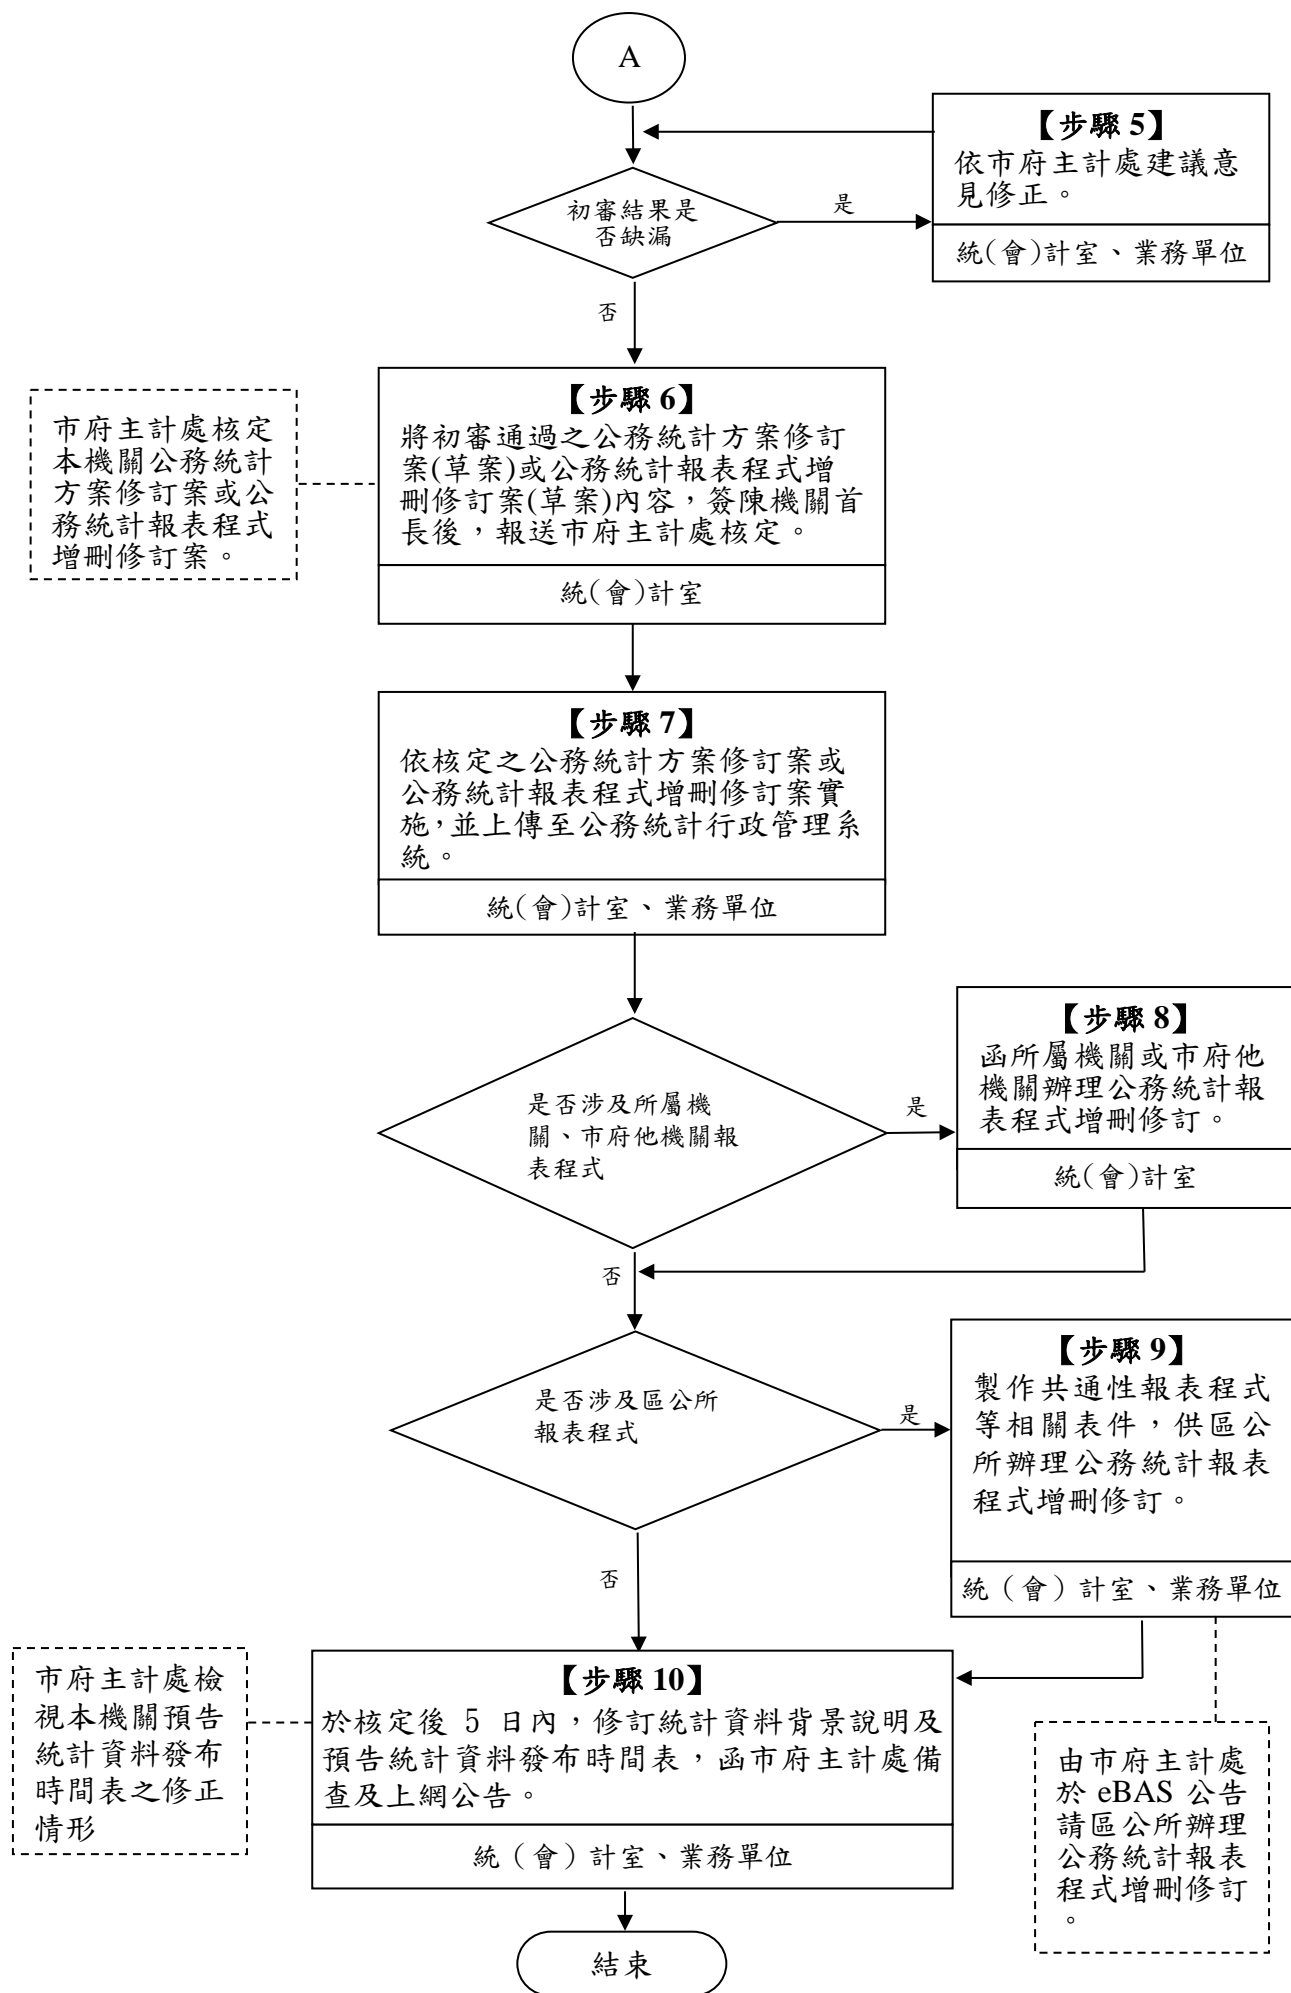 A
【步驟 5】
依市府主計處建議意
見修正。
統(會)計室、業務單位
初審結果是
否缺漏
是
否
【步驟 6】
將初審通過之公務統計方案修訂
案(草案)或公務統計報表程式增
刪修訂案(草案)內容，簽陳機關首
長後，報送市府主計處核定。
統(會)計室
市府主計處核定
本機關公務統計
方案修訂案或公
務統計報表程式
增刪修訂案。
【步驟 7】
依核定之公務統計方案修訂案或
公務統計報表程式增刪修訂案實
施，並上傳至公務統計行政管理系
統。
統(會)計室、業務單位
是否涉及所屬機
關、市府他機關報
表程式
是
【步驟 8】
函所屬機關或市府他
機關辦理公務統計報
表程式增刪修訂。
統(會)計室
否
是否涉及區公所
報表程式
是
【步驟 9】
製作共通性報表程式
等相關表件，供區公
所辦理公務統計報表
程式增刪修訂。
統（會）計室、業務單位
否
【步驟 10】
於核定後 5 日內，修訂統計資料背景說明及
預告統計資料發布時間表，函市府主計處備
查及上網公告。
統（會）計室、業務單位
市府主計處檢
視本機關預告
統計資料發布
時間表之修正
情形
由市府主計處
於 eBAS 公告
請區公所辦理
公務統計報表
程式增刪修訂
。
結束